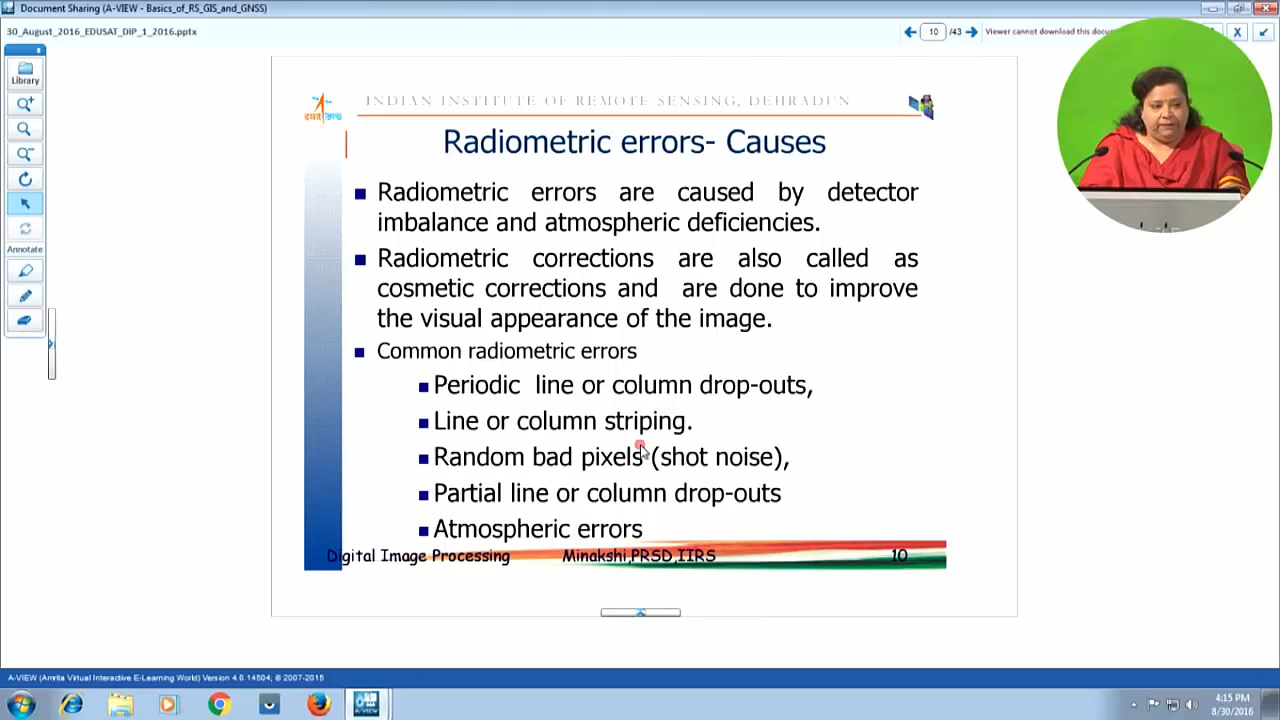 Document Sharing (A-VIEW - Basics_of_RS_GIS_and_GNSS)
30_August_2016_EDUSAT_DIP_1_2016.pptx
10 /43
Viewer cannot download this docum
Library
Annotate
INDIAN INSTITUTE OF REMOTE SENSING, DEHRADUN
Radiometric errors- Causes
Radiometric errors are caused by detector
imbalance and atmospheric deficiencies.
Radiometric corrections are also called as
cosmetic corrections and are done to improve
the visual appearance of the image.
Common radiometric errors
Periodic line or column drop-outs,
Line or column striping.
Random bad pixels (shot noise),
Partial line or column drop-outs
Atmospheric errors
Digital Image Processing Minakshi,PRSD,IIRS 10
A-VIEW (Amrita Virtual Interactive E-Learning World) Version 4.0.14504; © 2007-2015
4:15 PM
8/30/2016